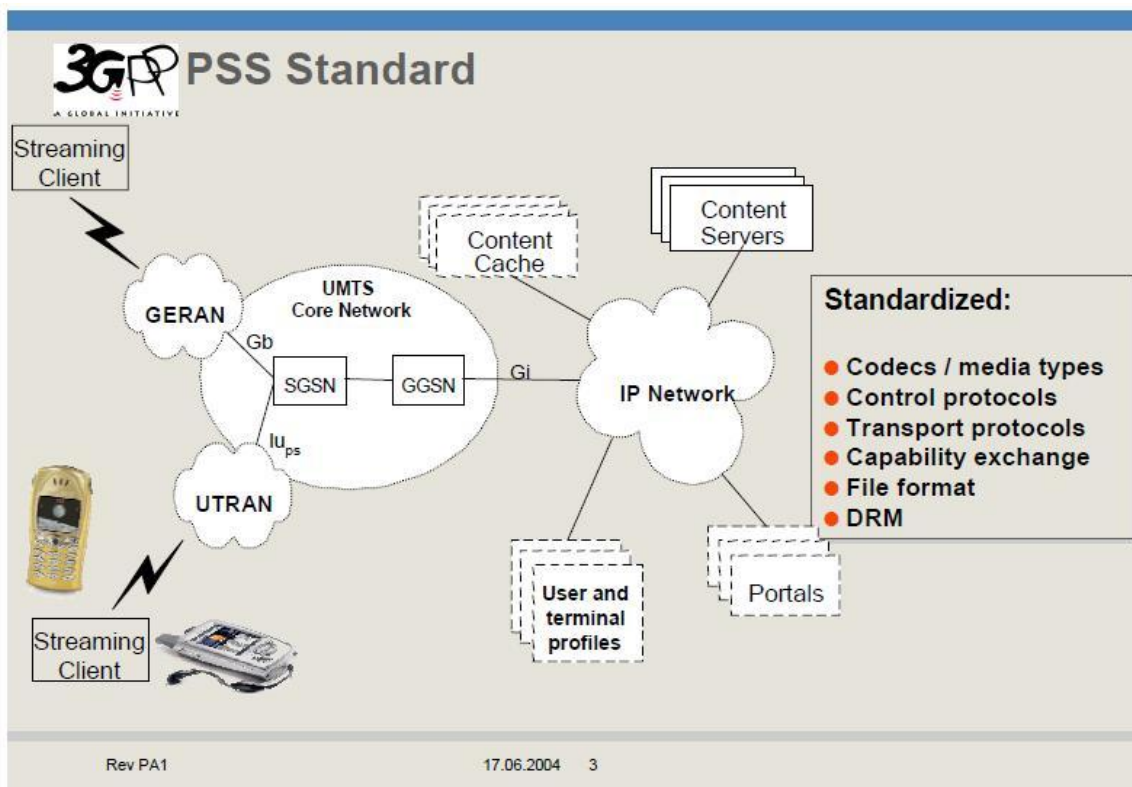 3GPP PSS Standard
A GLOBAL INITIATIVE
Streaming
Client
Content
Cache
Content
Servers
UMTS
Core Network
GERAN
Gb
SGSN
GGSN
Gi
IP Network
Iu ps
UTRAN
Standardized:
Codecs / media types
Control protocols
Transport protocols
Capability exchange
File format
DRM
User and
terminal
profiles
Portals
Streaming
Client
Rev PA1
17.06.2004 3